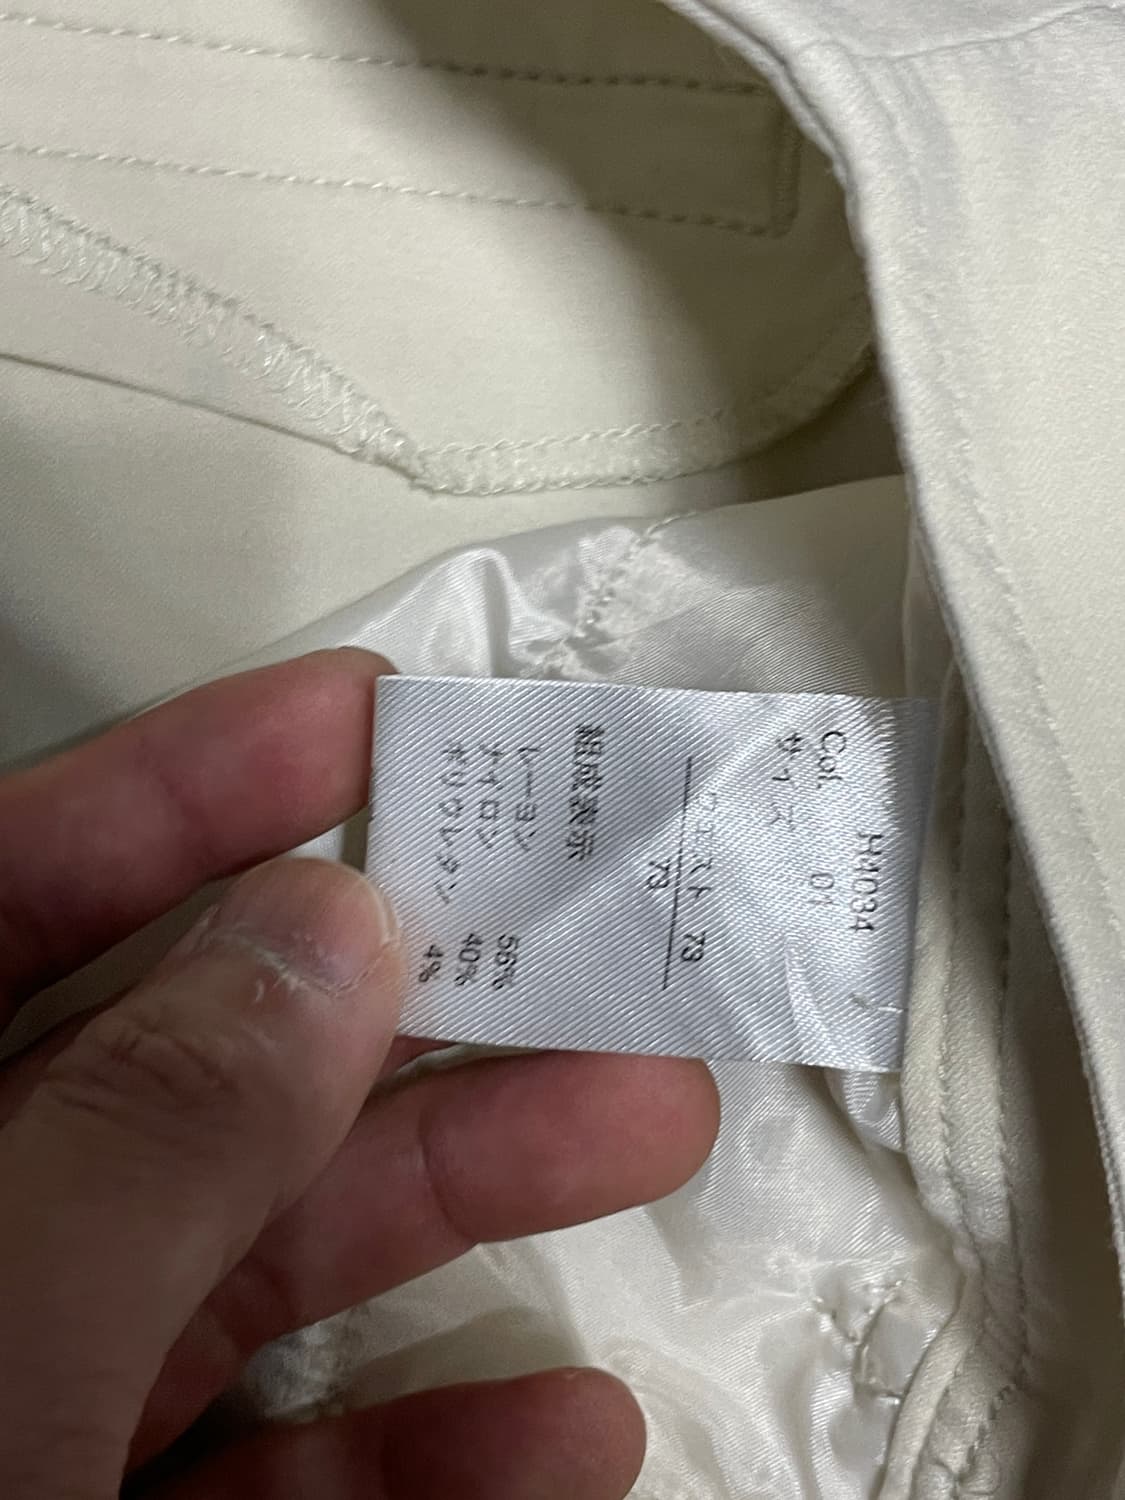 HM034
Col. 01
サイズ
ウエスト 73
73
組成表示
レーヨン 56%
ナイロン 40%
ポリウレタン 4%